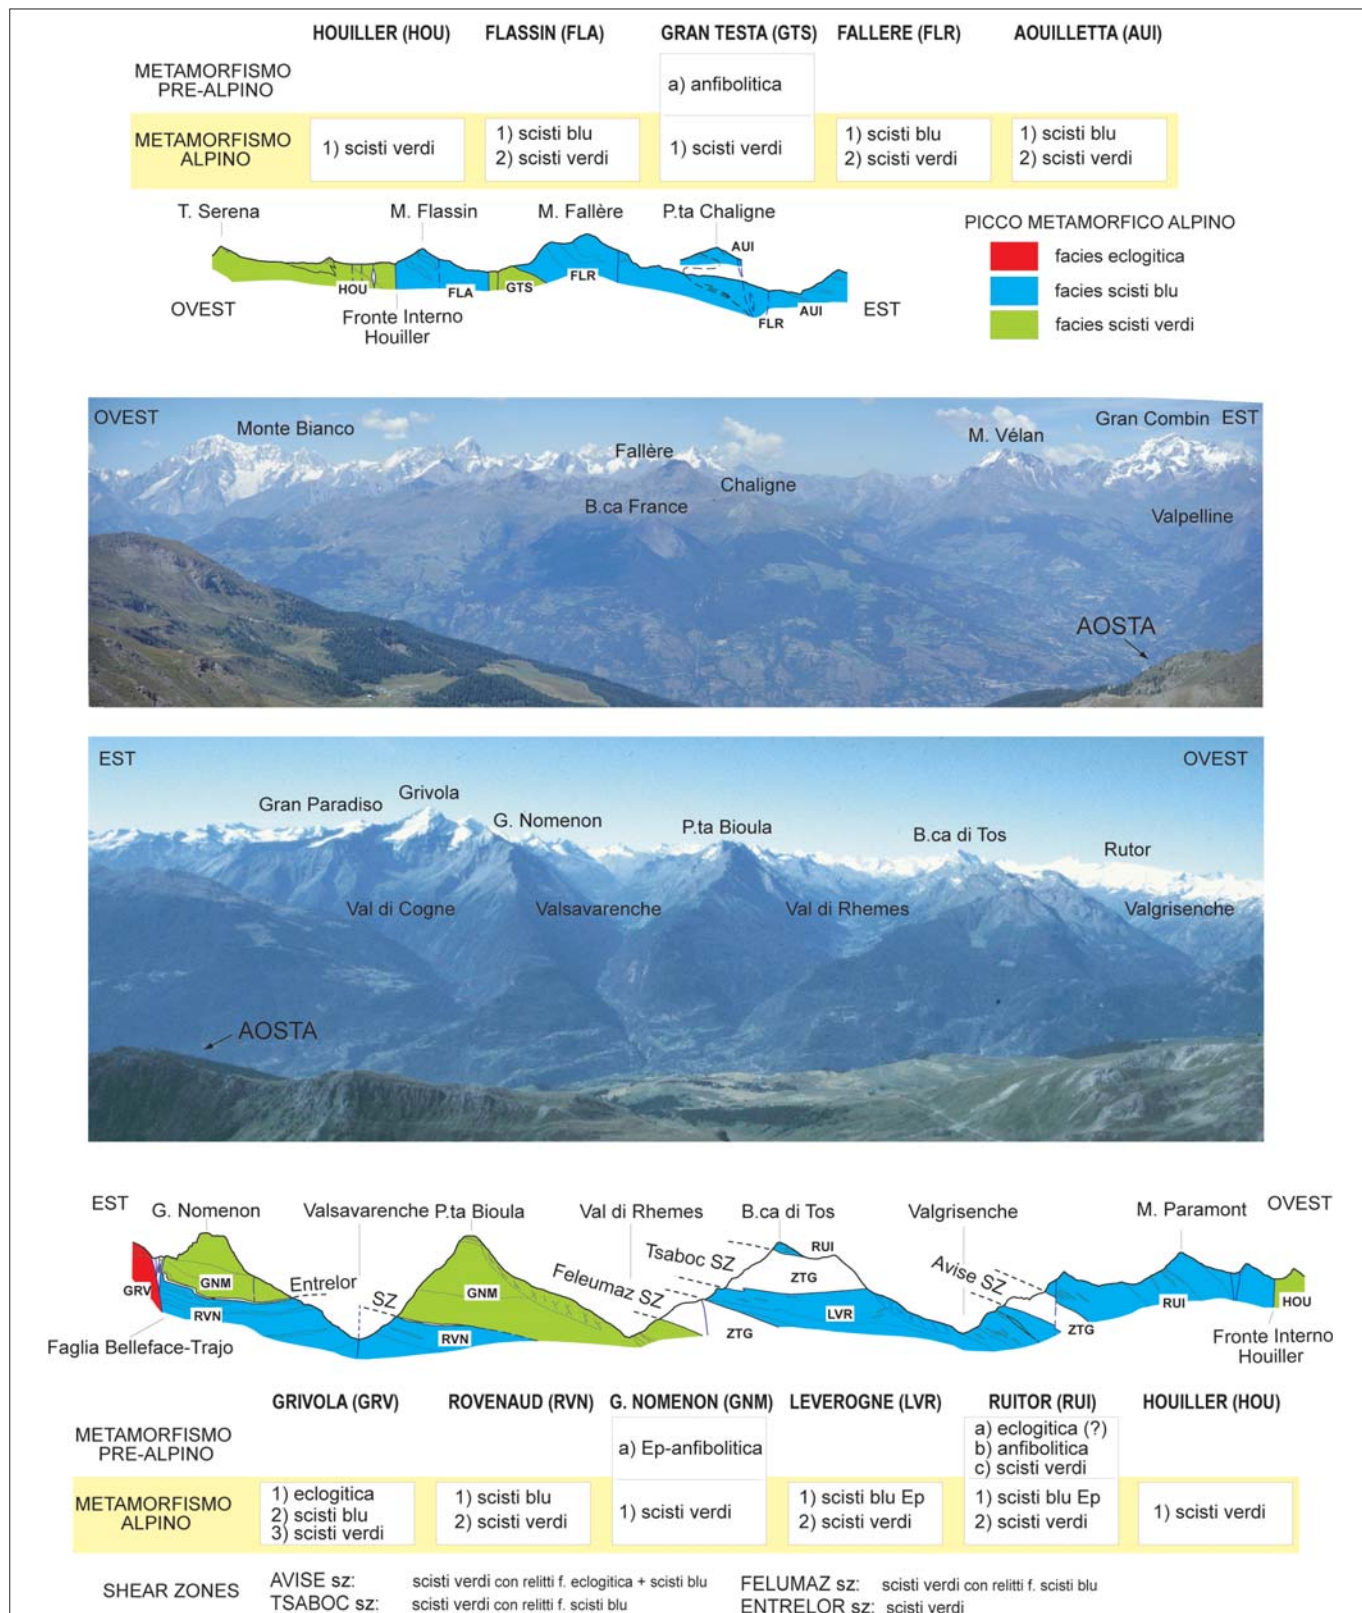 HOUILLER (HOU) FLASSIN (FLA) GRAN TESTA (GTS) FALLERE (FLR) AOUILLETTA (AUI)
METAMORFISMO
PRE-ALPINO
a) anfibolitica
METAMORFISMO
ALPINO
1) scisti verdi
1) scisti blu
2) scisti verdi
1) scisti verdi
1) scisti blu
2) scisti verdi
1) scisti blu
2) scisti verdi
T. Serena M. Flassin M. Fallère P.ta Chaligne
PICCO METAMORFICO ALPINO
facies eclogitica
facies scisti blu
facies scisti verdi
AUI
HOU FLA GTS FLR FLR AUI
OVEST EST
Fronte Interno
Houiller
OVEST EST
Monte Bianco
Fallère
M. Vélan
Gran Combin
Chaligne
B.ca France
Valpelline
AOSTA
EST OVEST
Gran Paradiso
Grivola
G. Nomenon
P.ta Bioula
B.ca di Tos
Rutor
Val di Cogne Valsavarenche Val di Rhemes Valgrisenche
AOSTA
EST OVEST
G. Nomenon Valsavarenche P.ta Bioula Val di Rhemes B.ca di Tos Valgrisenche M. Paramont
GRV GNM RVN
Entrelor
SZ
GNM
RVN
Feleumaz SZ
Tsaboc SZ
RUI
ZTG
ZTG
LVR
Avise SZ
ZTG
RUI
HOU
Faglia Belleface-Trajo
Fronte Interno
Houiller
GRIVOLA (GRV) ROVENAUD (RVN) G. NOMENON (GNM) LEVEROGNE (LVR) RUITOR (RUI) HOUILLER (HOU)
METAMORFISMO
PRE-ALPINO
a) Ep-anfibolitica
a) eclogitica (?)
b) anfibolitica
c) scisti verdi
METAMORFISMO
ALPINO
1) eclogitica
2) scisti blu
3) scisti verdi
1) scisti blu
2) scisti verdi
1) scisti verdi
1) scisti blu Ep
2) scisti verdi
1) scisti blu Ep
2) scisti verdi
1) scisti verdi
SHEAR ZONES
AVISE sz: scisti verdi con relitti f. eclogitica + scisti blu
TSABOC sz: scisti verdi con relitti f. scisti blu
FELUMAZ sz: scisti verdi con relitti f. scisti blu
ENTRELOR sz: scisti verdi